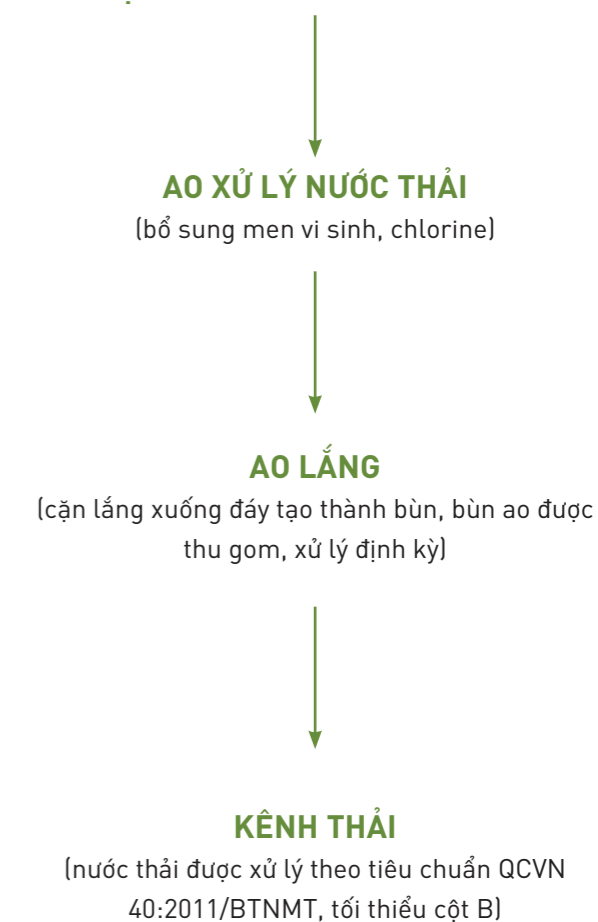 AO XỬ LÝ NƯỚC THẢI
(bổ sung men vi sinh, chlorine)
AO LẮNG
(cặn lắng xuống đáy tạo thành bùn, bùn ao được
thu gom, xử lý định kỳ)
KÊNH THẢI
(nước thải được xử lý theo tiêu chuẩn QCVN
40:2011/BTNMT, tối thiểu cột B)